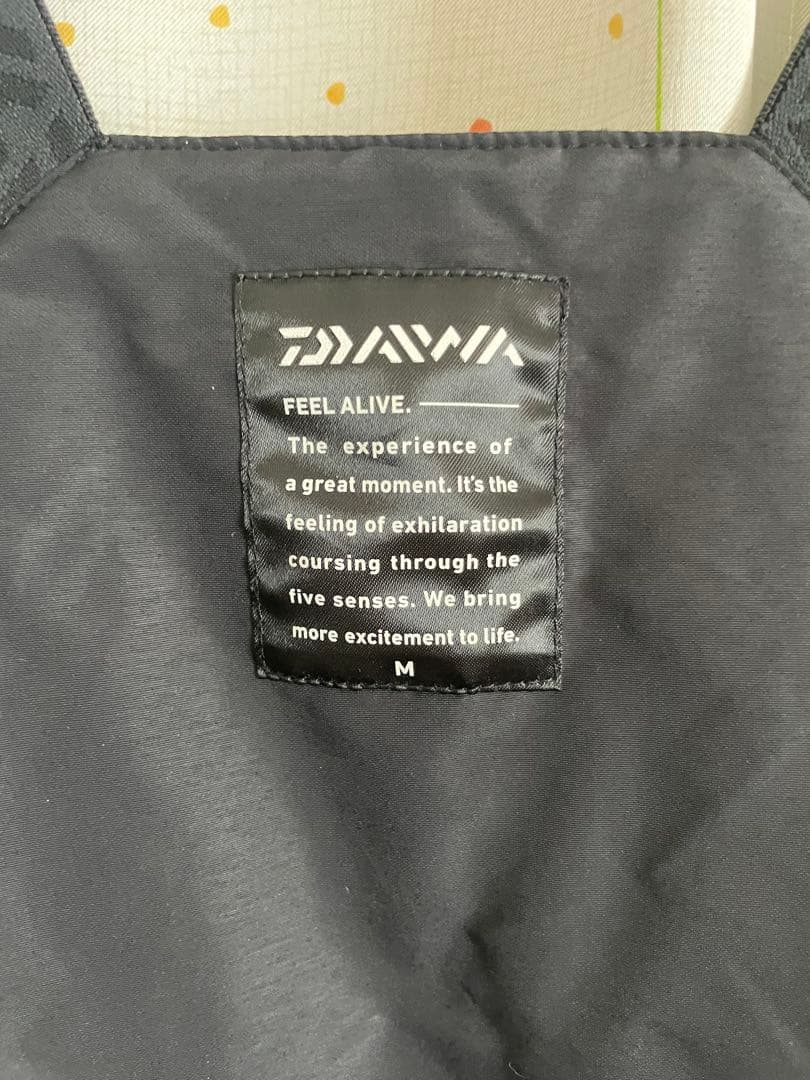 DAIWA
FEEL ALIVE.
The experience of
a great moment. It's the
feeling of exhilaration
coursing through the
five senses. We bring
more excitement to life.
M